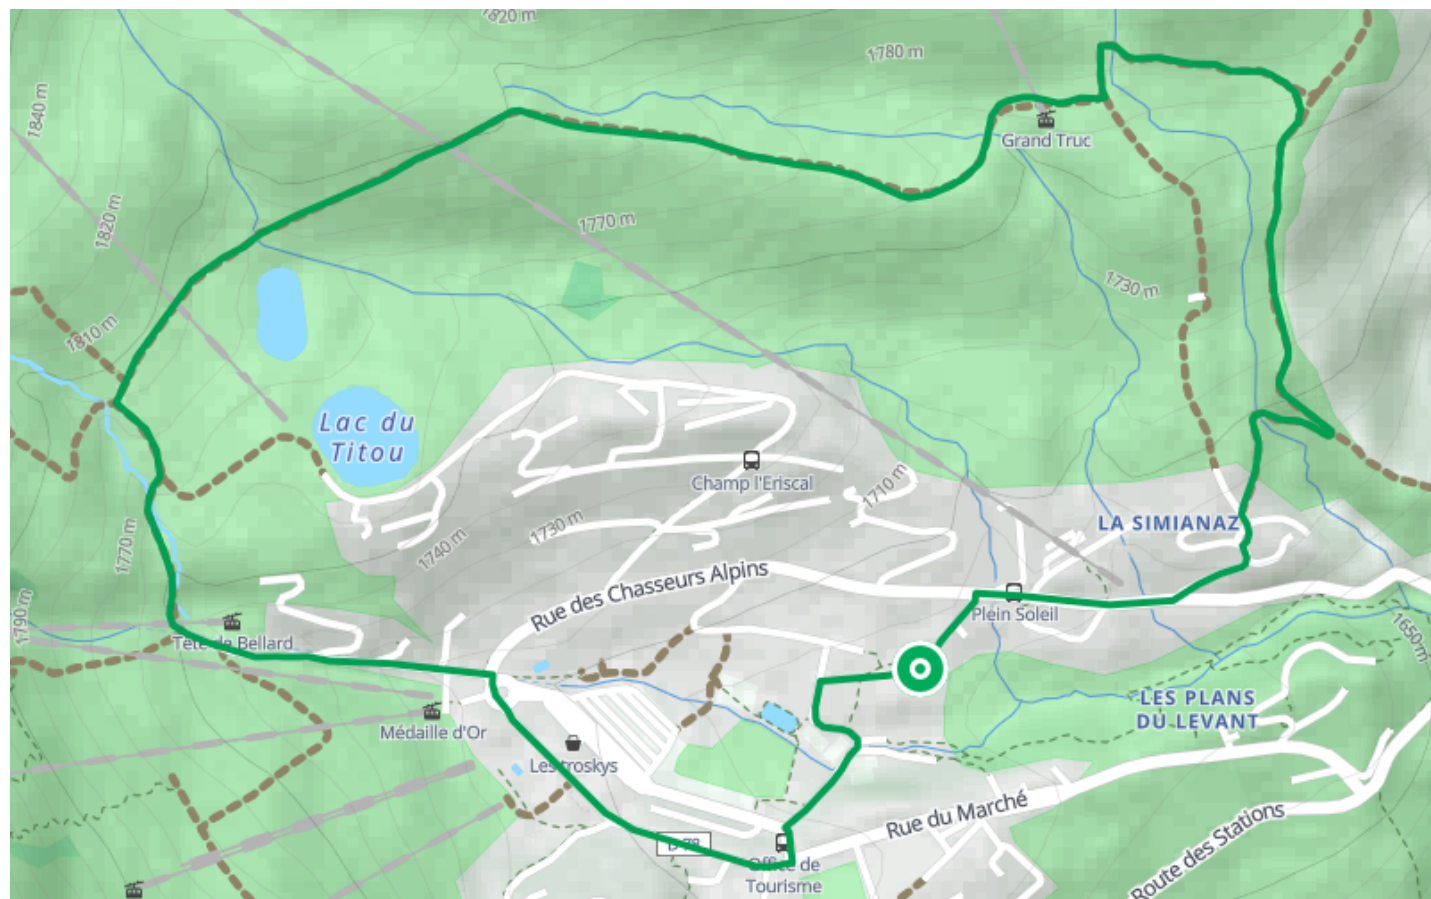 1820 m
1780 m
1840 m
Grand Truc
1820 m
1770 m
1730 m
1810 m
Lac du
Titou
Champ l'Eriscal
1710 m
LA SIMIANAZ
1730 m
1770 m
1740 m
Rue des Chasseurs Alpins
1790 m
Plein Soleil
Tête de Bellard
1650 m
LES PLANS
DU LEVANT
Médaille d'Or
Les troskys
Rue du Marché
D 78
Office de
Tourisme
Route des Stations